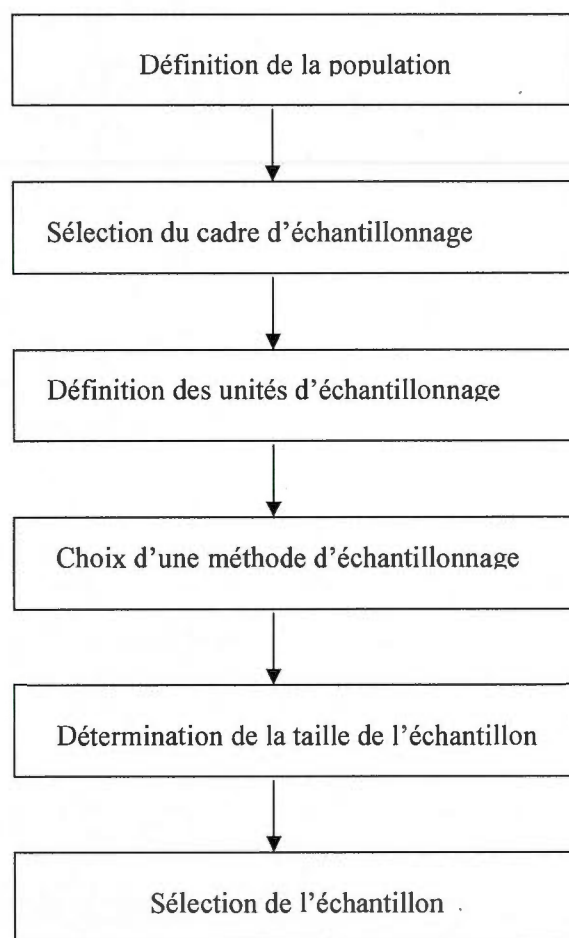 Définition de la population
Sélection du cadre d’échantillonnage
Définition des unités d’échantillonnage
Choix d’une méthode d’échantillonnage
Détermination de la taille de l’échantillon
Sélection de l’échantillon